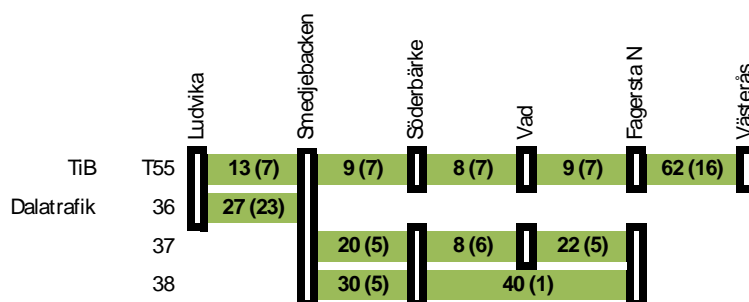 Ludvika Smedjebacken Söderbärke Vad Fagersta N Västerås
TiB T55 13 (7) 9 (7) 8 (7) 9 (7) 62 (16)
Dalatrafik 36 27 (23)
37 20 (5) 8 (6) 22 (5)
38 30 (5) 40 (1)